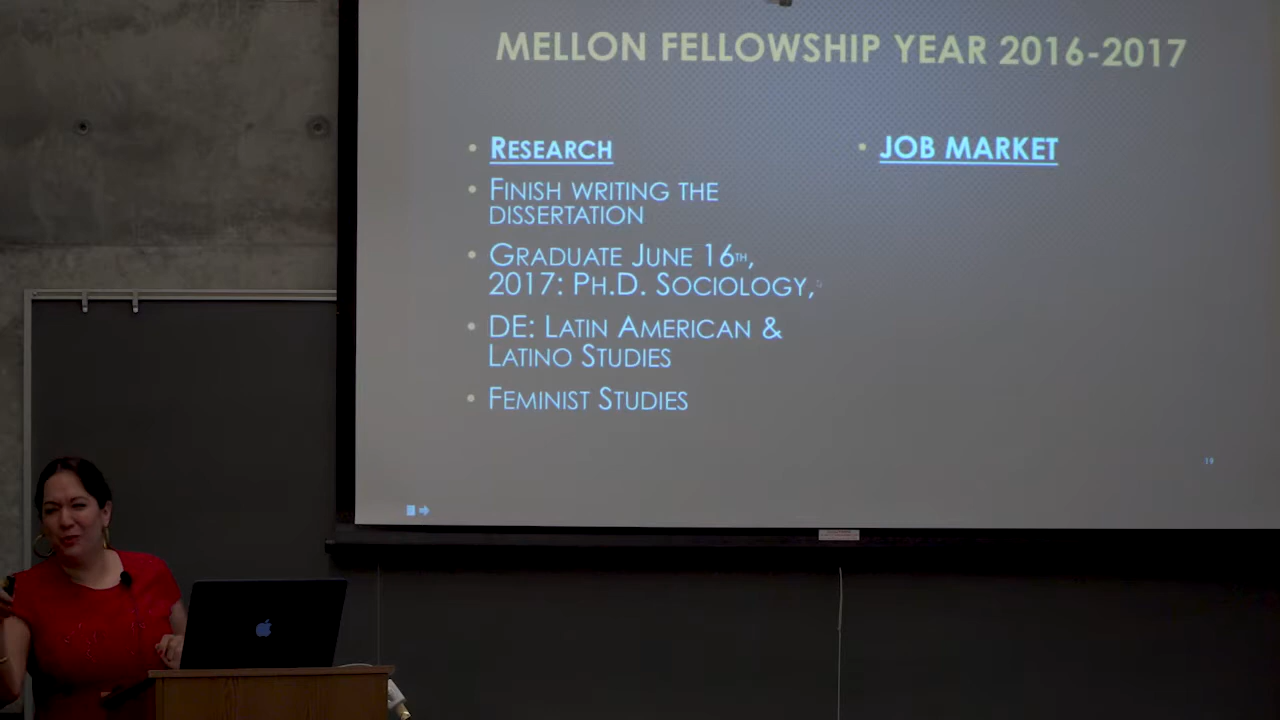 MELLON FELLOWSHIP YEAR 2016-2017
• RESEARCH
• FINISH WRITING THE
DISSERTATION
• GRADUATE JUNE 16TH,
2017: PH.D. SOCIOLOGY,
• DE: LATIN AMERICAN &
LATINO STUDIES
• FEMINIST STUDIES
• JOB MARKET
19